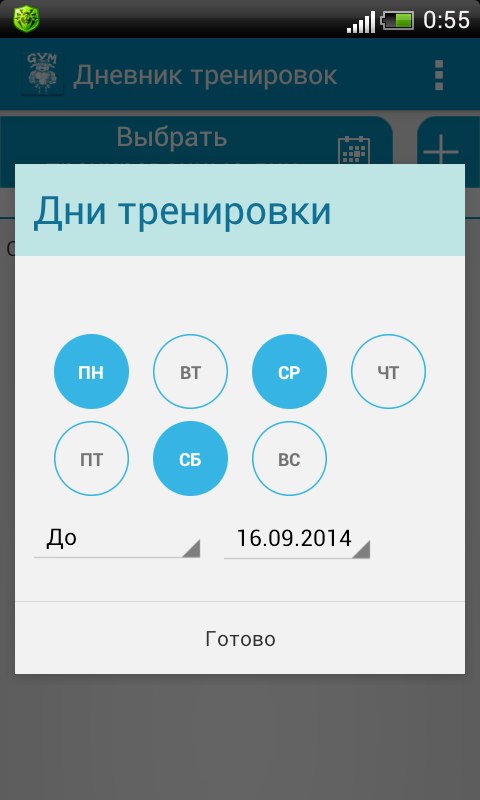 0:55
GYM
Дневник тренировок
Выбрать
Дни тренировки
ПН ВТ СР ЧТ
ПТ СБ ВС
До 16.09.2014
Готово